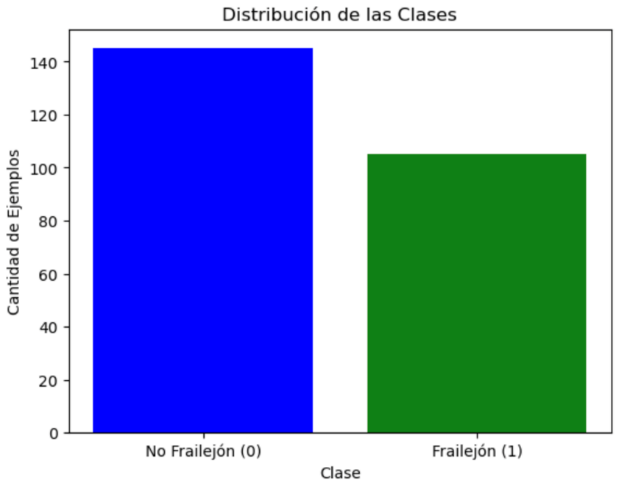 Distribución de las Clases
Cantidad de Ejemplos
140
120
100
80
60
40
20
0
No Frailejón (0)
Frailejón (1)
Clase